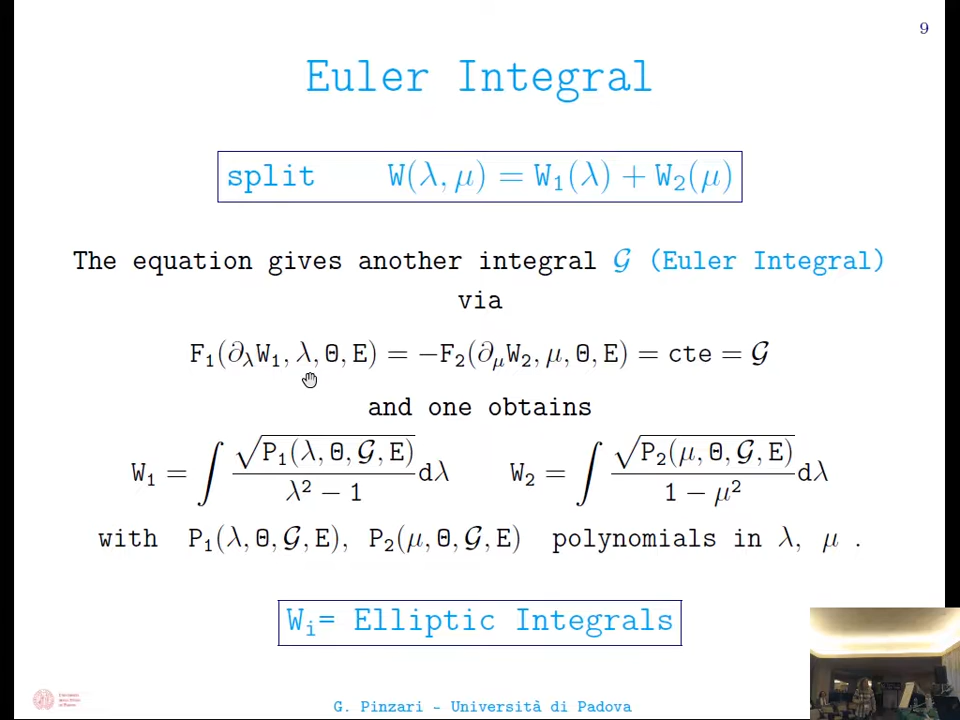 9
Euler Integral
split W(λ, μ) = W₁(λ) + W₂(μ)
The equation gives another integral 𝒢 (Euler Integral)
via
F₁(∂_λW₁, λ, Θ, E) = −F₂(∂_μW₂, μ, Θ, E) = cte = 𝒢
and one obtains
W₁ = ∫ √P₁(λ, Θ, 𝒢, E) / (λ² − 1) dλ W₂ = ∫ √P₂(μ, Θ, 𝒢, E) / (1 − μ²) dλ
with P₁(λ, Θ, 𝒢, E), P₂(μ, Θ, 𝒢, E) polynomials in λ, μ .
Wᵢ= Elliptic Integrals
G. Pinzari - Università di Padova